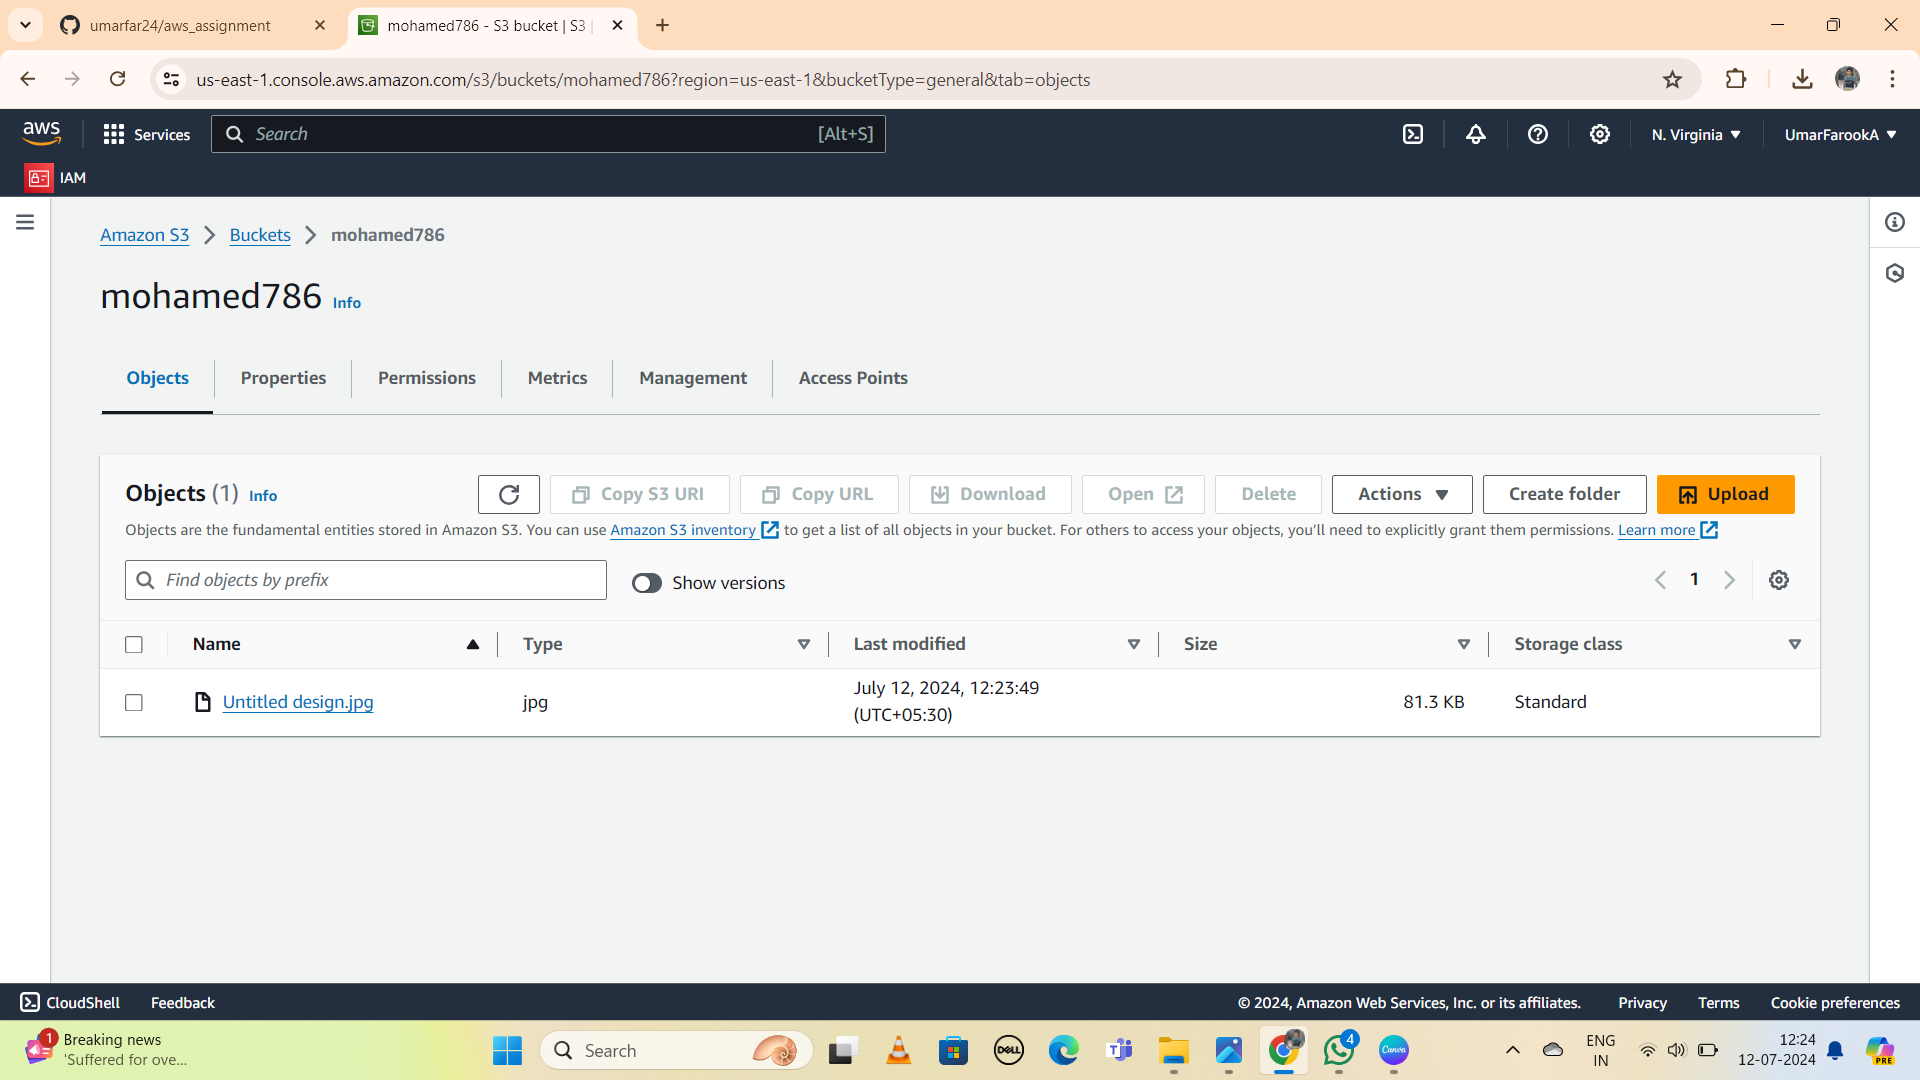 umarfar24/aws_assignment
mohamed786 - S3 bucket | S3 |
us-east-1.console.aws.amazon.com/s3/buckets/mohamed786?region=us-east-1&bucketType=general&tab=objects
aws
Services
Search
[Alt+S]
N. Virginia
UmarFarookA
IAM
Amazon S3
Buckets
mohamed786
mohamed786 Info
Objects
Properties
Permissions
Metrics
Management
Access Points
Objects (1) Info
Copy S3 URI
Copy URL
Download
Open
Delete
Actions
Create folder
Upload
Objects are the fundamental entities stored in Amazon S3. You can use Amazon S3 inventory to get a list of all objects in your bucket. For others to access your objects, you’ll need to explicitly grant them permissions. Learn more
Find objects by prefix
Show versions
1
Name
Type
Last modified
Size
Storage class
Untitled design.jpg
jpg
July 12, 2024, 12:23:49
(UTC+05:30)
81.3 KB
Standard
CloudShell
Feedback
© 2024, Amazon Web Services, Inc. or its affiliates.
Privacy
Terms
Cookie preferences
1
Breaking news
'Suffered for ove...
Search
DELL
4
Canva
ENG
IN
12:24
12-07-2024
PRE